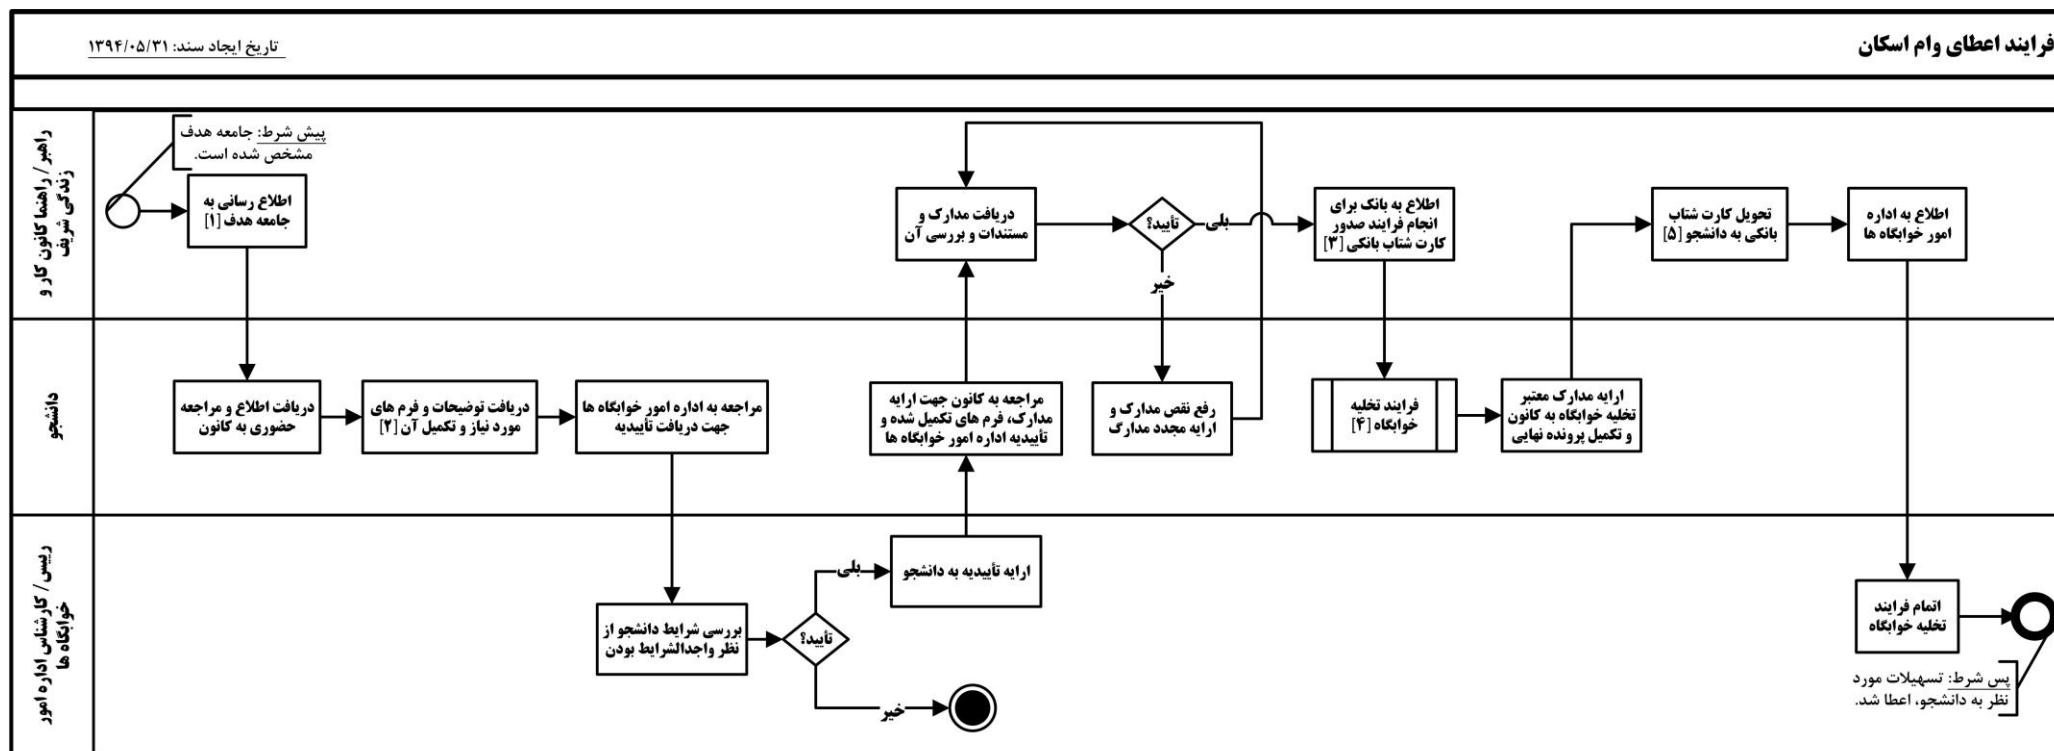 فرایند اعطای وام اسکان
تاریخ ایجاد سند: ۱۳۹۴/۰۵/۳۱
راهبر / راهنما کانون کار و
زندگی شریف
پیش شرط: جامعه هدف
مشخص شده است.
اطلاع رسانی به
جامعه هدف [۱]
دریافت مدارک و
مستندات و بررسی آن
تأیید؟
بلی
خیر
اطلاع به بانک برای
انجام فرایند صدور
کارت شتاب بانکی [۳]
تحویل کارت شتاب
بانکی به دانشجو [۵]
اطلاع به اداره
امور خوابگاه ها
دانشجو
دریافت اطلاع و مراجعه
حضوری به کانون
دریافت توضیحات و فرم های
مورد نیاز و تکمیل آن [۲]
مراجعه به اداره امور خوابگاه ها
جهت دریافت تأییدیه
مراجعه به کانون جهت ارایه
مدارک، فرم های تکمیل شده و
تأییدیه اداره امور خوابگاه ها
رفع نقص مدارک و
ارایه مجدد مدارگ
فرایند تخلیه
خوابگاه [۴]
ارایه مدارک معتبر
تخلیه خوابگاه به کانون
و تکمیل پرونده نهایی
رییس / کارشناس اداره امور
خوابگاه ها
بررسی شرایط دانشجو از
نظر واجدالشرایط بودن
تأیید؟
بلی
خیر
ارایه تأییدیه به دانشجو
اتمام فرایند
تخلیه خوابگاه
پس شرط: تسهیلات مورد
نظر به دانشجو، اعطا شد.